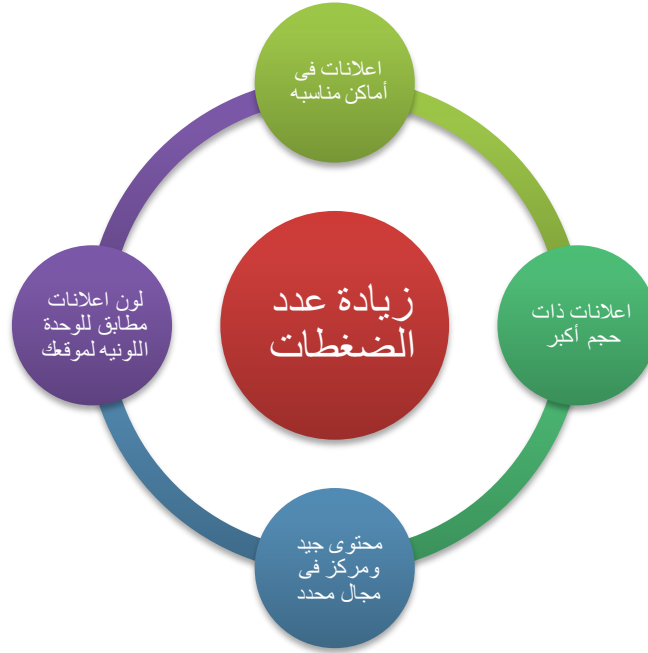 اعلانات فى
أماكن مناسبه
اعلانات ذات
حجم أكبر
محتوى جيد
ومركز فى
مجال محدد
لون اعلانات
مطابق للوحدة
اللونيه لموقعك
زيادة عدد
الضغطات